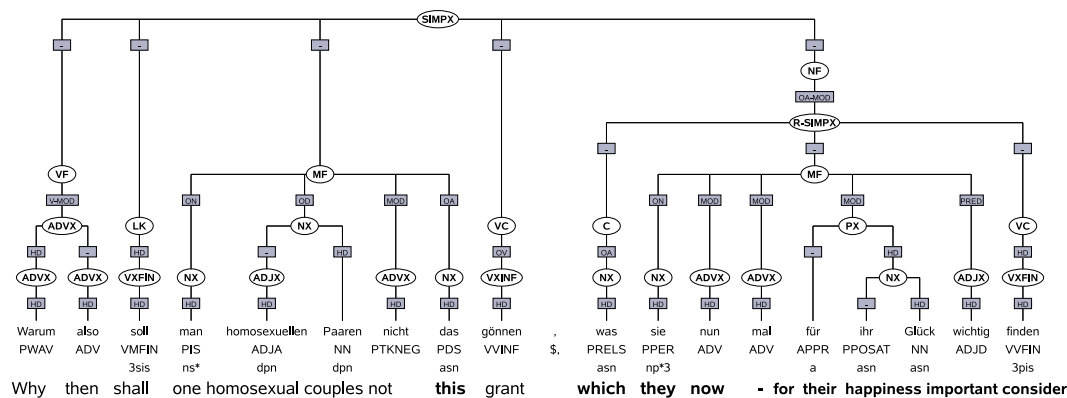 SIMPX
- - - - -
NF
OA-MOD
R-SIMPX
- - -
VF MF MF
V-MOD ON OD MOD OA ON MOD MOD MOD PRED
ADVX LK NX VC C PX VC
HD - HD - HD OV OA - HD HD
ADVX ADVX VXFIN NX ADJX ADVX NX VXINF NX NX ADVX ADVX NX ADJX VXFIN
HD HD HD HD HD HD HD HD HD HD HD HD - HD HD HD
Warum also soll man homosexuellen Paaren nicht das gönnen , was sie nun mal für ihr Glück wichtig finden
PWAV ADV VMFIN PIS ADJA NN PTKNEG PDS VVINF $, PRELS PPER ADV ADV APPR PPOSAT NN ADJD VVFIN
3sis ns* dpn dpn asn asn np*3 a asn asn 3pis
Why then shall one homosexual couples not this grant which they now - for their happiness important consider